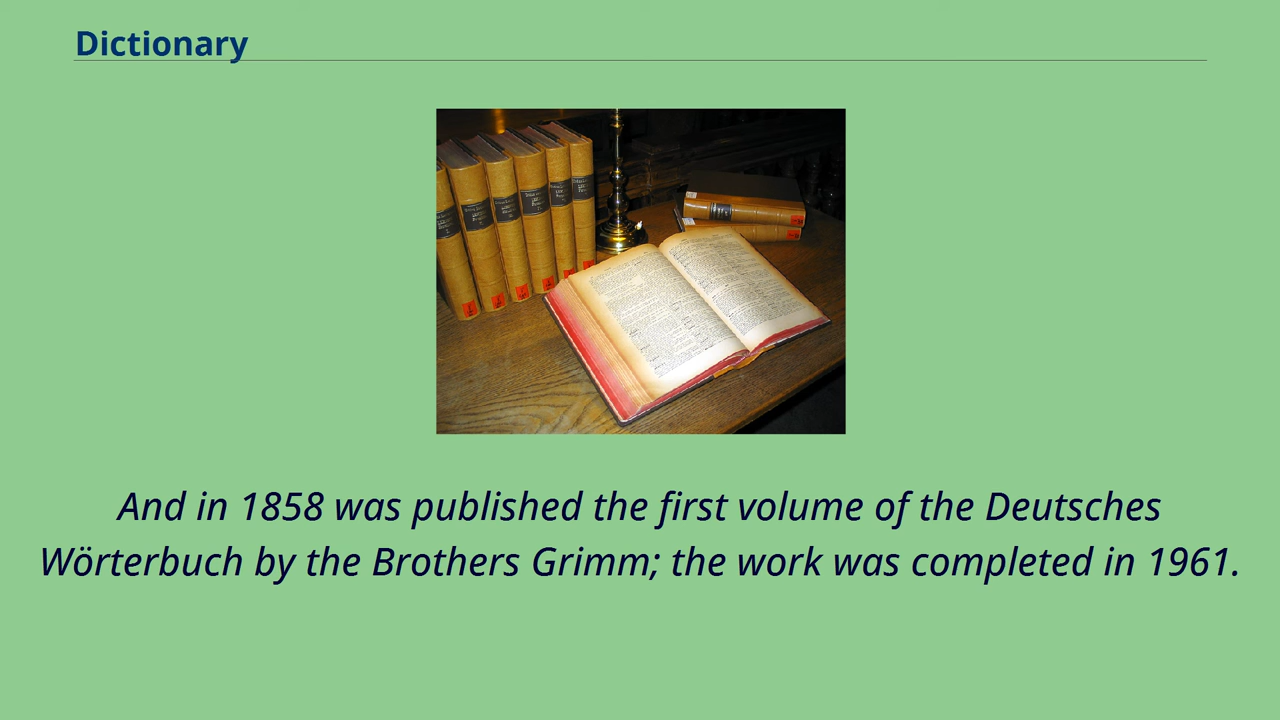 Dictionary
And in 1858 was published the first volume of the Deutsches
Wörterbuch by the Brothers Grimm; the work was completed in 1961.